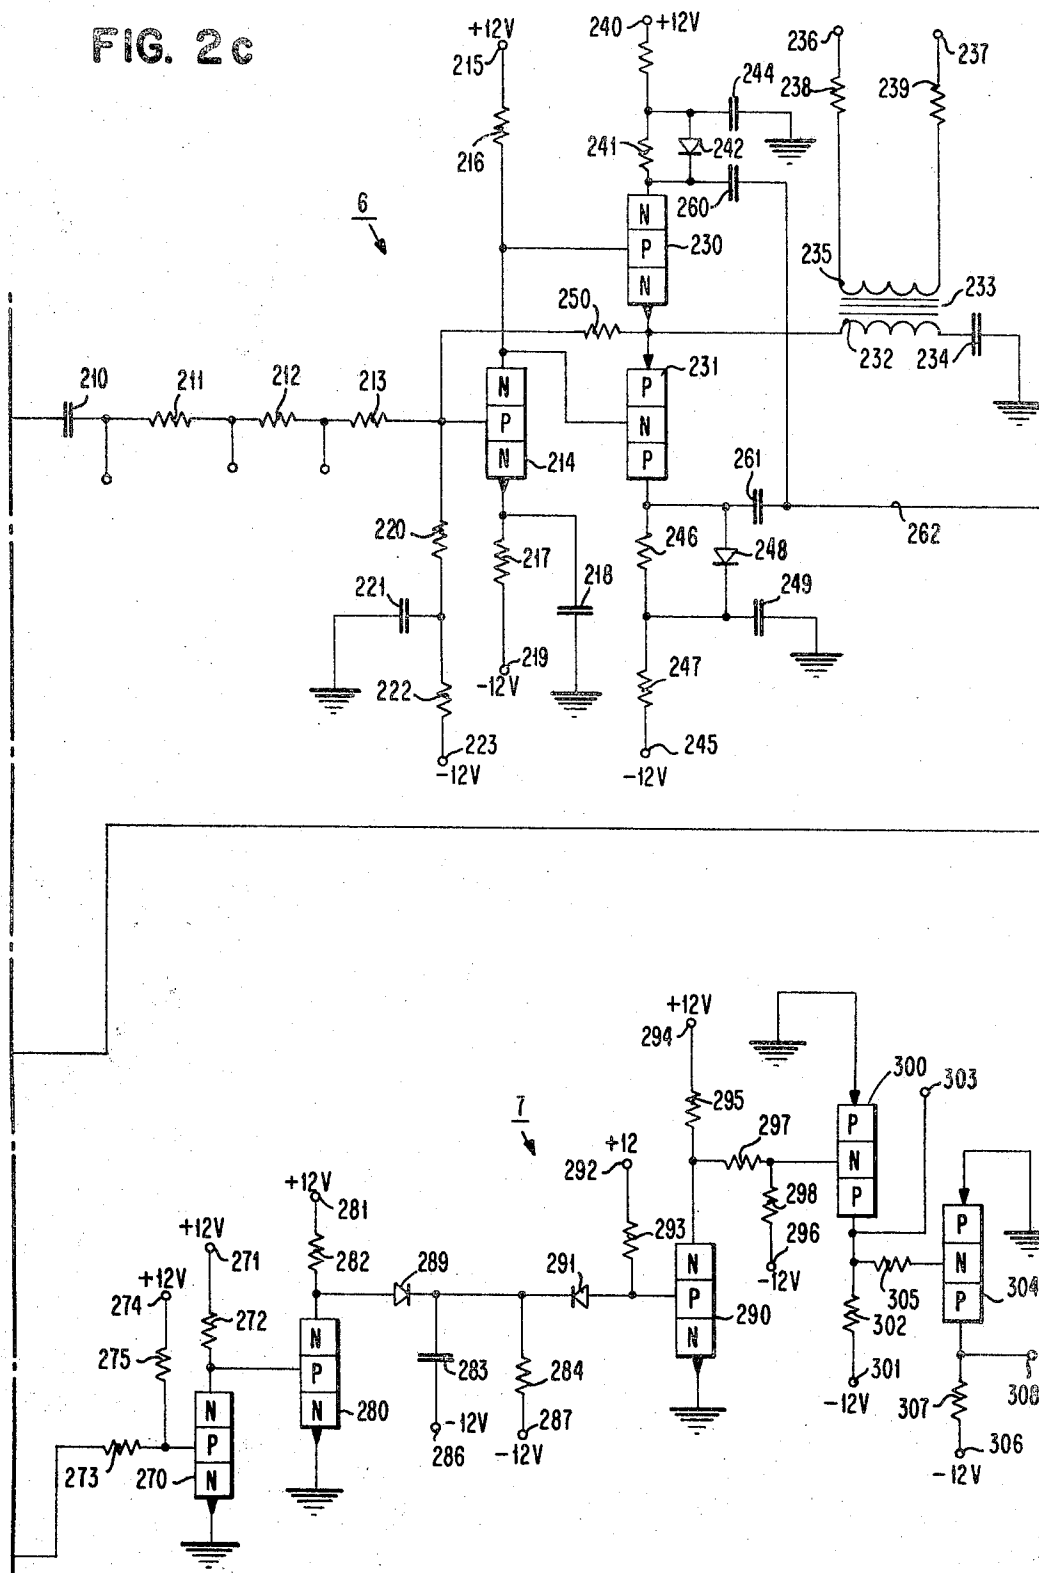 FIG. 2c
+12V
215
216
240
+12V
244
241
242
260
236
238
237
239
6
N
P
N
230
235
233
232
234
250
231
210
211
212
213
N
P
N
214
P
N
P
261
262
220
217
218
246
248
249
221
219
-12V
222
247
223
-12V
245
-12V
+12V
294
295
300
303
7
297
+12
292
298
296
-12V
P
N
P
+12V
281
282
289
291
293
+12V
271
+12V
274
272
275
N
P
N
290
305
302
301
-12V
P
N
P
304
N
P
N
280
283
284
-12V
286
287
-12V
307
308
306
-12V
273
270
N
P
N